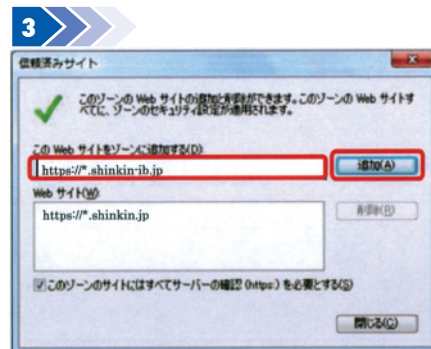 3
信頼済みサイト
このゾーンの Web サイトの追加と削除ができます。このゾーンの Web サイトす
べてに、ゾーンのセキュリティ設定が適用されます。
この Web サイトをゾーンに追加する(D):
https://*.shinkin-ib.jp
追加(A)
Web サイト(W):
https://*.shinkin.jp
削除(R)
このゾーンのサイトにはすべてサーバーの確認 (https:) を必要とする(S)
閉じる(C)